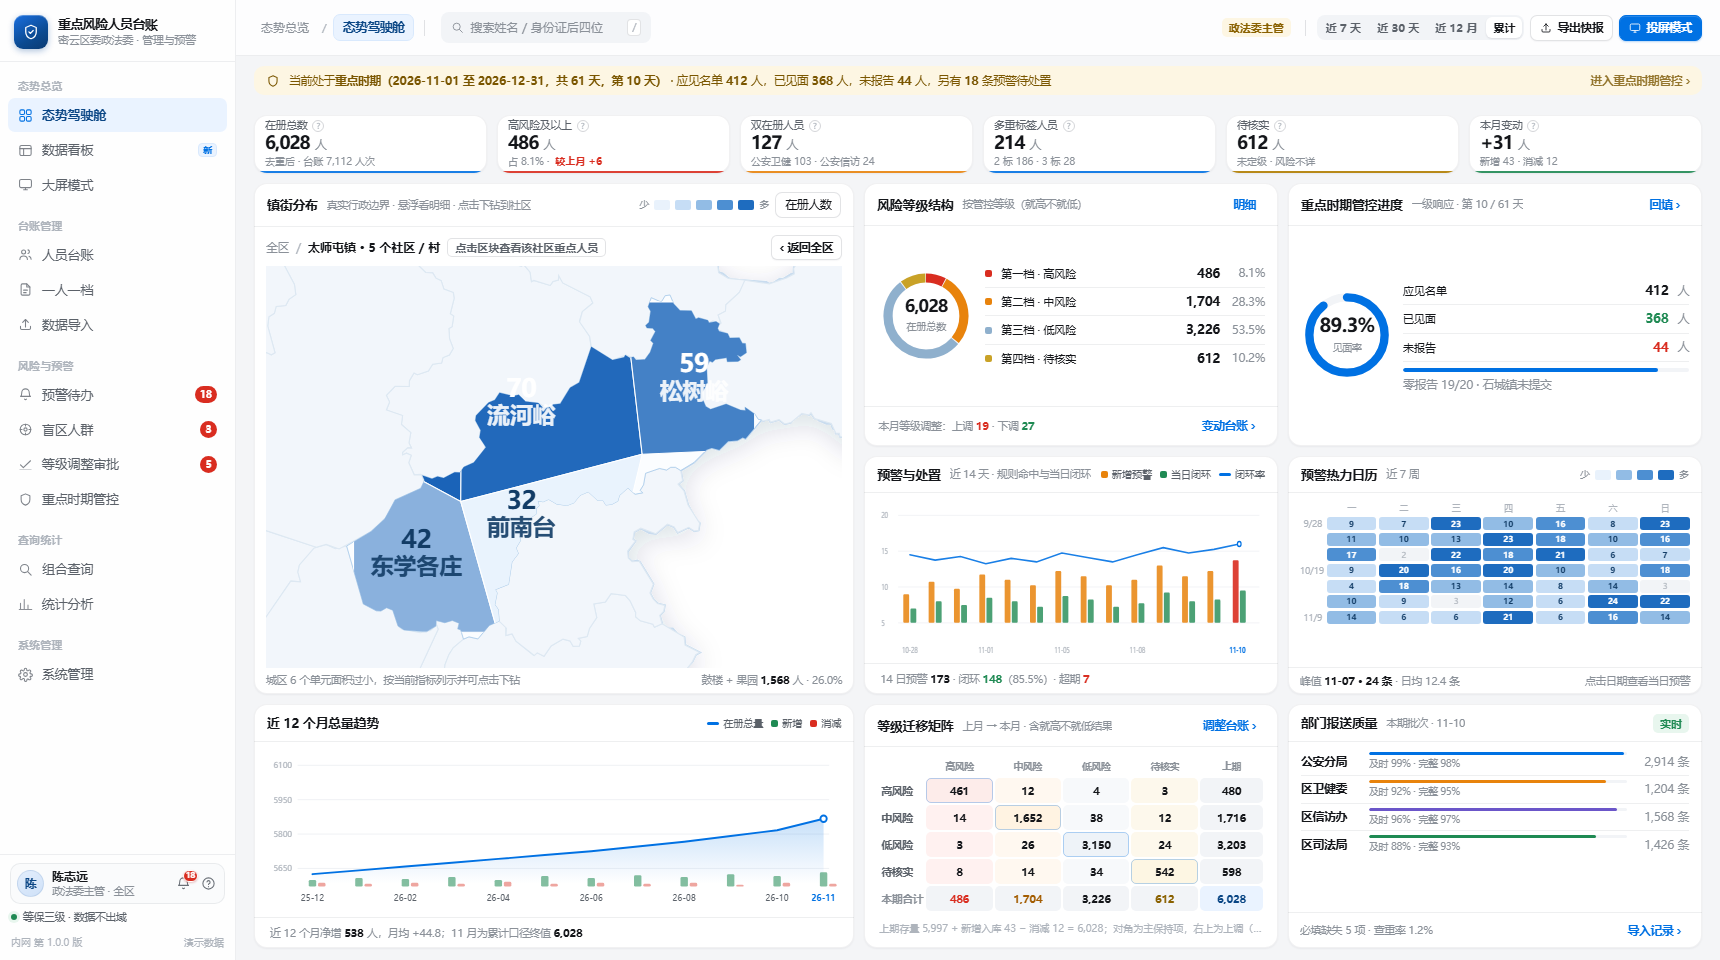 重点风险人员台账
密云区委政法委 · 管理与预警
态势总览
态势驾驶舱
数据看板 新
大屏模式
台账管理
人员台账
一人一档
数据导入
风险与预警
预警待办 18
盲区人群 3
等级调整审批 5
重点时期管控
查询统计
组合查询
统计分析
系统管理
系统管理
陈 陈志远
政法委主管 · 全区
18
等保三级 · 数据不出域
内网 第 1.0.0 版 演示数据
态势总览 / 态势驾驶舱 搜索姓名 / 身份证后四位 / 政法委主管 近 7 天 近 30 天 近 12 月 累计 导出快报 投屏模式
当前处于重点时期（2026-11-01 至 2026-12-31，共 61 天，第 10 天） · 应见名单 412 人，已见面 368 人，未报告 44 人，另有 18 条预警待处置 进入重点时期管控 ›
在册总数 ?
6,028 人
去重后 · 台账 7,112 人次
高风险及以上 ?
486 人
占 8.1% · 较上月 +6
双在册人员 ?
127 人
公安卫健 103 · 公安信访 24
多重标签人员 ?
214 人
2 标 186 · 3 标 28
待核实 ?
612 人
未定级 · 风险不详
本月变动 ?
+31 人
新增 43 · 消减 12
镇街分布 真实行政边界 · 悬浮看明细 · 点击下钻到社区 少 多 在册人数
全区 / 太师屯镇 • 5 个社区 / 村 点击区块查看该社区重点人员 ‹ 返回全区
59
松树峪
70
流河峪
32
前南台
42
东学各庄
城区 6 个单元面积过小，按当前指标列示并可点击下钻 鼓楼 + 果园 1,568 人 · 26.0%
风险等级结构 按管控等级（就高不就低） 明细
6,028
在册总数
第一档 · 高风险 486 8.1%
第二档 · 中风险 1,704 28.3%
第三档 · 低风险 3,226 53.5%
第四档 · 待核实 612 10.2%
本月等级调整：上调 19 · 下调 27 变动台账 ›
重点时期管控进度 一级响应 · 第 10 / 61 天 回填 ›
89.3%
见面率
应见名单 412 人
已见面 368 人
未报告 44 人
零报告 19/20 · 石城镇未提交
预警与处置 近 14 天 · 规则命中与当日闭环 新增预警 当日闭环 闭环率
20
15
10
5
10-28 11-01 11-05 11-08 11-10
14 日预警 173 · 闭环 148 （85.5%） · 超期 7
预警热力日历 近 7 周 少 多
一 二 三 四 五 六 日
9/28 9 7 23 10 16 8 23
11 10 13 23 18 10 16
17 2 22 18 21 6 7
10/19 9 20 16 20 10 9 18
4 18 13 14 8 14 3
10 9 3 12 6 24 22
11/9 14 6 6 21 6 16 14
峰值 11-07 • 24 条 · 日均 12.4 条 点击日期查看当日预警
近 12 个月总量趋势 在册总量 新增 消减
6100
5950
5800
5650
25-12 26-02 26-04 26-06 26-08 26-10 26-11
近 12 个月净增 538 人，月均 +44.8；11 月为累计口径终值 6,028
等级迁移矩阵 上月 → 本月 · 含就高不就低结果 调整台账 ›
高风险 中风险 低风险 待核实 上期
高风险 461 12 4 3 480
中风险 14 1,652 38 12 1,716
低风险 3 26 3,150 24 3,203
待核实 8 14 34 542 598
本期合计 486 1,704 3,226 612 6,028
上期存量 5,997 + 新增入库 43 − 消减 12 = 6,028；对角为主保持项，右上为上调（...
部门报送质量 本期批次 · 11-10 实时
公安分局 及时 99% · 完整 98% 2,914 条
区卫健委 及时 92% · 完整 95% 1,204 条
区信访办 及时 96% · 完整 97% 1,568 条
区司法局 及时 88% · 完整 93% 1,426 条
必填缺失 5 项 · 查重率 1.2% 导入记录 ›